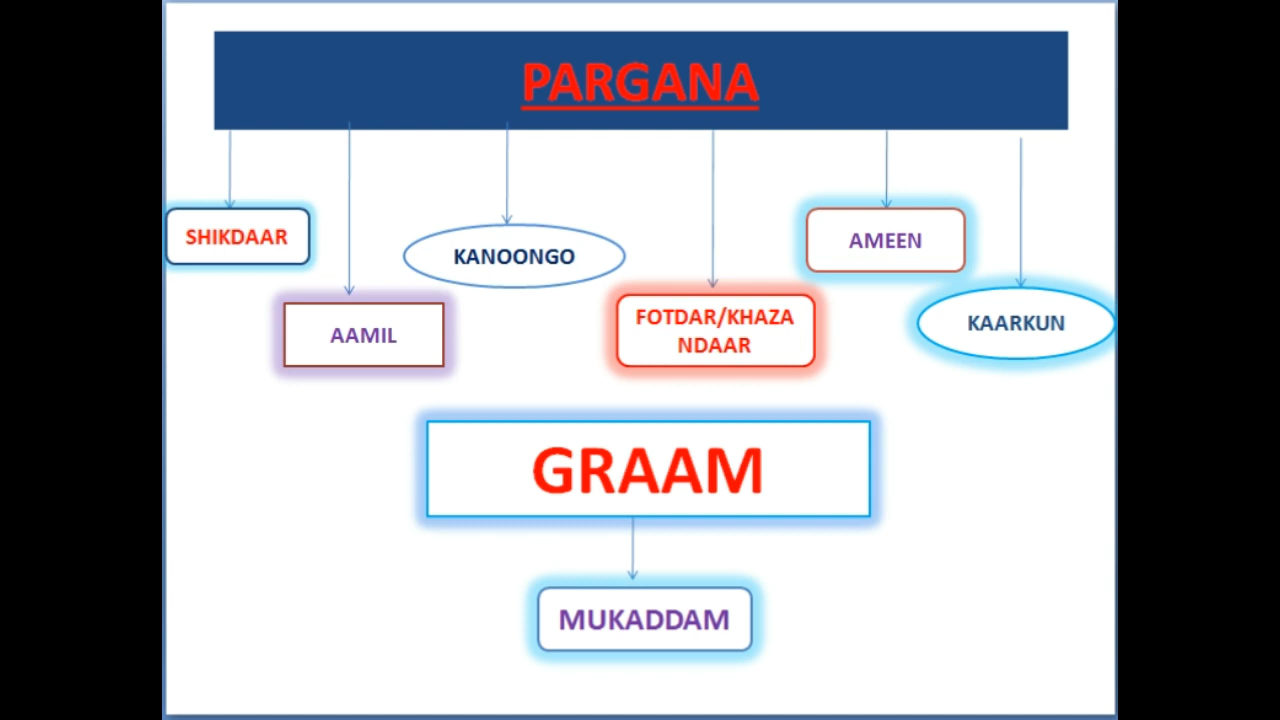 PARGANA
SHIKDAAR
AAMIL
KANOONGO
FOTDAR/KHAZA
NDAAR
AMEEN
KAARKUN
GRAAM
MUKADDAM